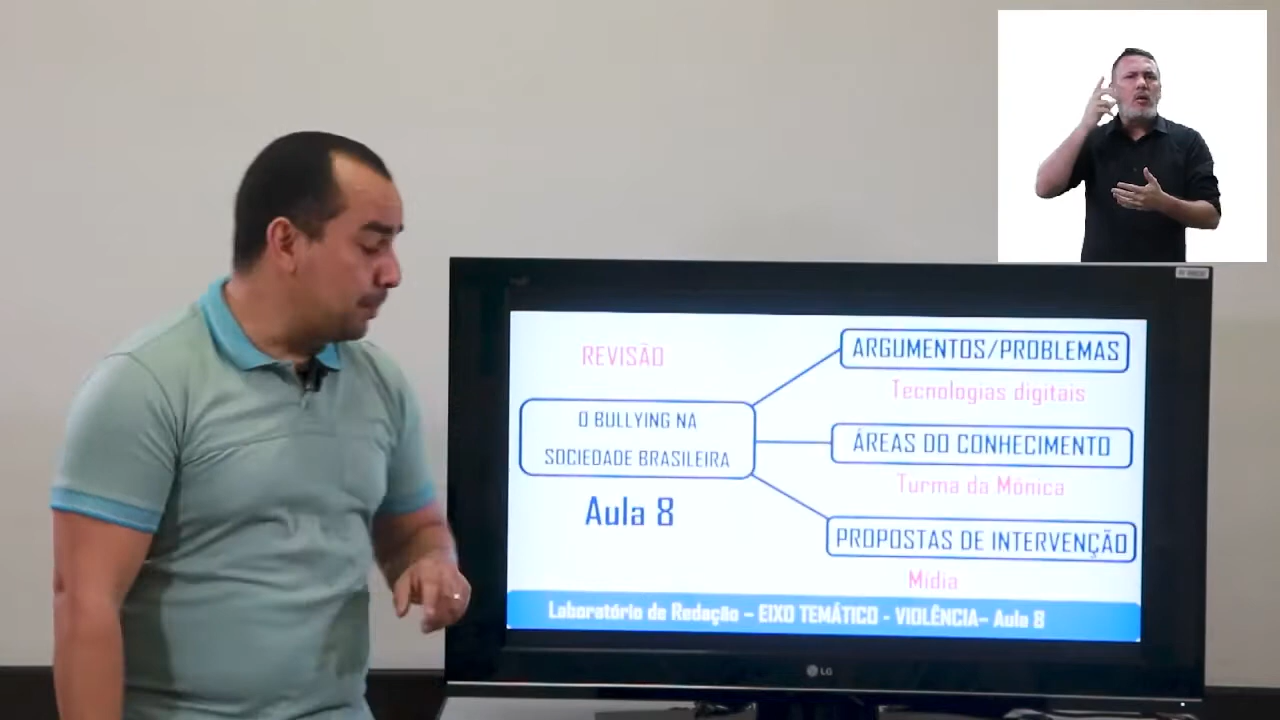 REVISÃO
O BULLYING NA
SOCIEDADE BRASILEIRA
Aula 8
ARGUMENTOS/PROBLEMAS
Tecnologias digitais
ÁREAS DO CONHECIMENTO
Turma da Mônica
PROPOSTAS DE INTERVENÇÃO
Mídia
Laboratório de Redação – EIXO TEMÁTICO - VIOLÊNCIA– Aula 8
LG